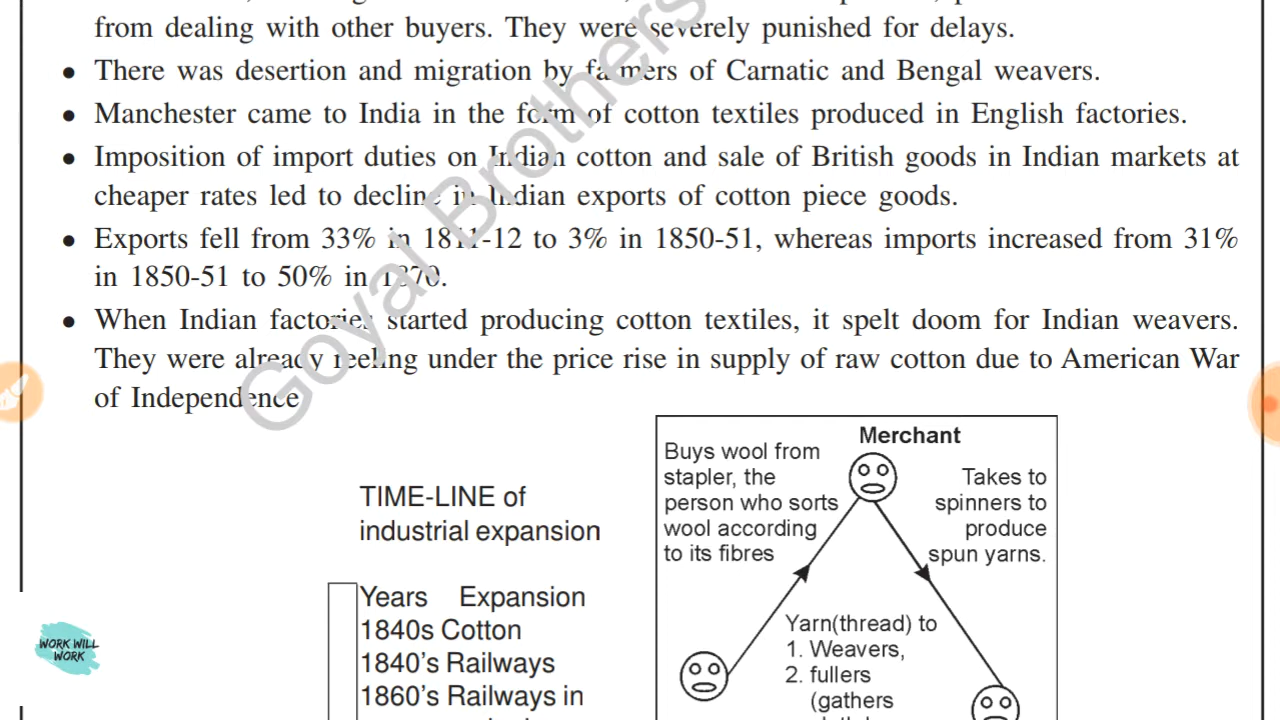 from dealing with other buyers. They were severely punished for delays.
• There was desertion and migration by farmers of Carnatic and Bengal weavers.
• Manchester came to India in the form of cotton textiles produced in English factories.
• Imposition of import duties on Indian cotton and sale of British goods in Indian markets at
cheaper rates led to decline in Indian exports of cotton piece goods.
• Exports fell from 33% in 1811-12 to 3% in 1850-51, whereas imports increased from 31%
in 1850-51 to 50% in 1870.
• When Indian factories started producing cotton textiles, it spelt doom for Indian weavers.
They were already reeling under the price rise in supply of raw cotton due to American War
of Independence
Goyal Brothers
TIME-LINE of
industrial expansion
Years Expansion
1840s Cotton
1840's Railways
1860's Railways in
Merchant
Buys wool from
stapler, the
person who sorts
wool according
to its fibres
Takes to
spinners to
produce
spun yarns.
Yarn(thread) to
1. Weavers,
2. fullers
(gathers
WORK WILL
WORK